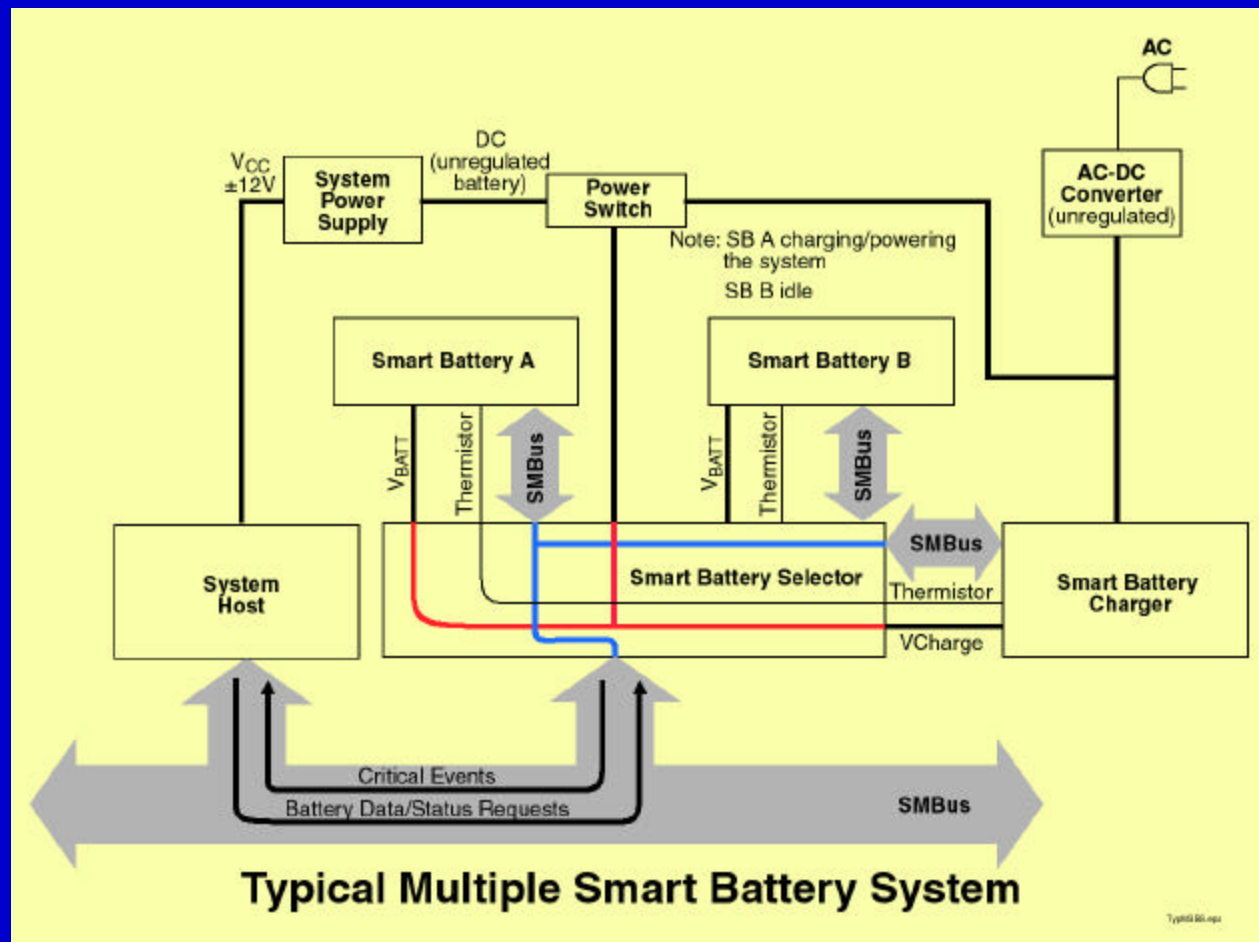 AC
AC-DC
Converter
(unregulated)
VCC
±12V
System
Power
Supply
DC
(unregulated
battery)
Power
Switch
Note: SB A charging/powering
the system
SB B idle
Smart Battery A
Smart Battery B
VBATT
Thermistor
SMBus
VBATT
Thermistor
SMBus
System
Host
Smart Battery Selector
SMBus
Thermistor
VCharge
Smart Battery
Charger
Critical Events
Battery Data/Status Requests
SMBus
Typical Multiple Smart Battery System